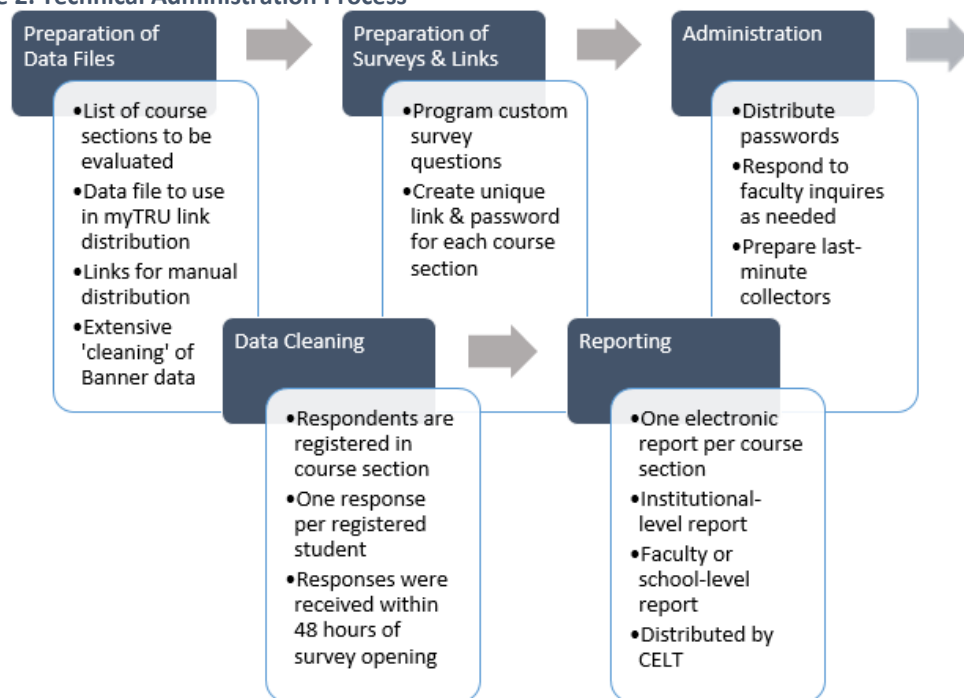 e 2. Technical Administration Process
Preparation of
Data Files
•List of course
sections to be
evaluated
•Data file to use
in myTRU link
distribution
•Links for manual
distribution
•Extensive
'cleaning' of
Banner data
Preparation of
Surveys & Links
•Program custom
survey
questions
•Create unique
link & password
for each course
section
Administration
•Distribute
passwords
•Respond to
faculty inquires
as needed
•Prepare last-
minute
collectors
Data Cleaning
•Respondents are
registered in
course section
•One response
per registered
student
•Responses were
received within
48 hours of
survey opening
Reporting
•One electronic
report per course
section
•Institutional-
level report
•Faculty or
school-level
report
•Distributed by
CELT